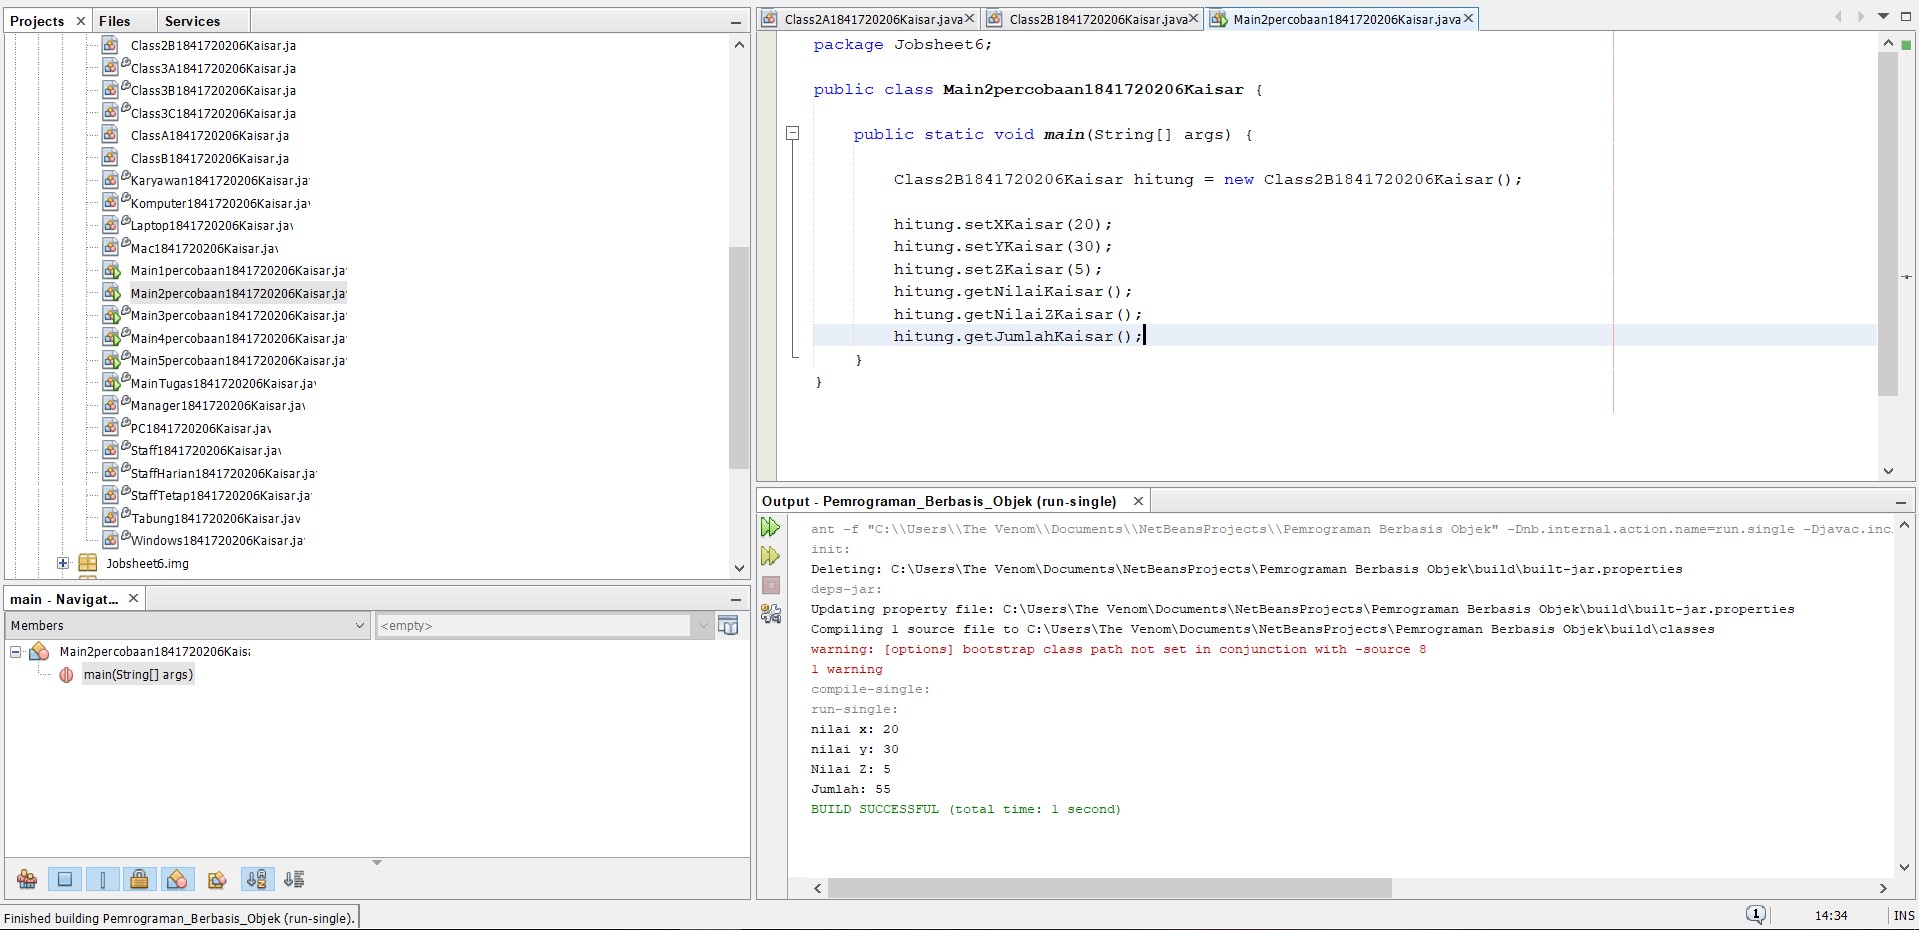 Projects
Files
Services
Class2B1841720206Kaisar.ja
Class3A1841720206Kaisar.ja
Class3B1841720206Kaisar.ja
Class3C1841720206Kaisar.ja
ClassA1841720206Kaisar.ja
ClassB1841720206Kaisar.ja
Karyawan1841720206Kaisar.ja
Komputer1841720206Kaisar.ja
Laptop1841720206Kaisar.ja
Mac1841720206Kaisar.ja
Main1percobaan1841720206Kaisar.ja
Main2percobaan1841720206Kaisar.ja
Main3percobaan1841720206Kaisar.ja
Main4percobaan1841720206Kaisar.ja
Main5percobaan1841720206Kaisar.ja
MainTugas1841720206Kaisar.ja
Manager1841720206Kaisar.ja
PC1841720206Kaisar.ja
Staff1841720206Kaisar.ja
StaffHarian1841720206Kaisar.ja
StaffTetap1841720206Kaisar.ja
Tabung1841720206Kaisar.ja
Windows1841720206Kaisar.ja
Jobsheet6.img
main - Navigat...
Members
<empty>
Main2percobaan1841720206Kais
main(String[] args)
Class2A1841720206Kaisar.java
Class2B1841720206Kaisar.java
Main2percobaan1841720206Kaisar.java
package Jobsheet6;
public class Main2percobaan1841720206Kaisar {
public static void main(String[] args) {
Class2B1841720206Kaisar hitung = new Class2B1841720206Kaisar();
hitung.setXKaisar(20);
hitung.setYKaisar(30);
hitung.setZKaisar(5);
hitung.getNilaiKaisar();
hitung.getNilaiZKaisar();
hitung.getJumlahKaisar();
}
}
Output - Pemrograman_Berbasis_Objek (run-single)
ant -f "C:\\Users\\The Venom\\Documents\\NetBeansProjects\\Pemrograman Berbasis Objek" -Dnb.internal.action.name=run.single -Djavac.inc
init:
Deleting: C:\Users\The Venom\Documents\NetBeansProjects\Pemrograman Berbasis Objek\build\built-jar.properties
deps-jar:
Updating property file: C:\Users\The Venom\Documents\NetBeansProjects\Pemrograman Berbasis Objek\build\built-jar.properties
Compiling 1 source file to C:\Users\The Venom\Documents\NetBeansProjects\Pemrograman Berbasis Objek\build\classes
warning: [options] bootstrap class path not set in conjunction with -source 8
1 warning
compile-single:
run-single:
nilai x: 20
nilai y: 30
Nilai Z: 5
Jumlah: 55
BUILD SUCCESSFUL (total time: 1 second)
Finished building Pemrograman_Berbasis_Objek (run-single).
1
14:34
INS